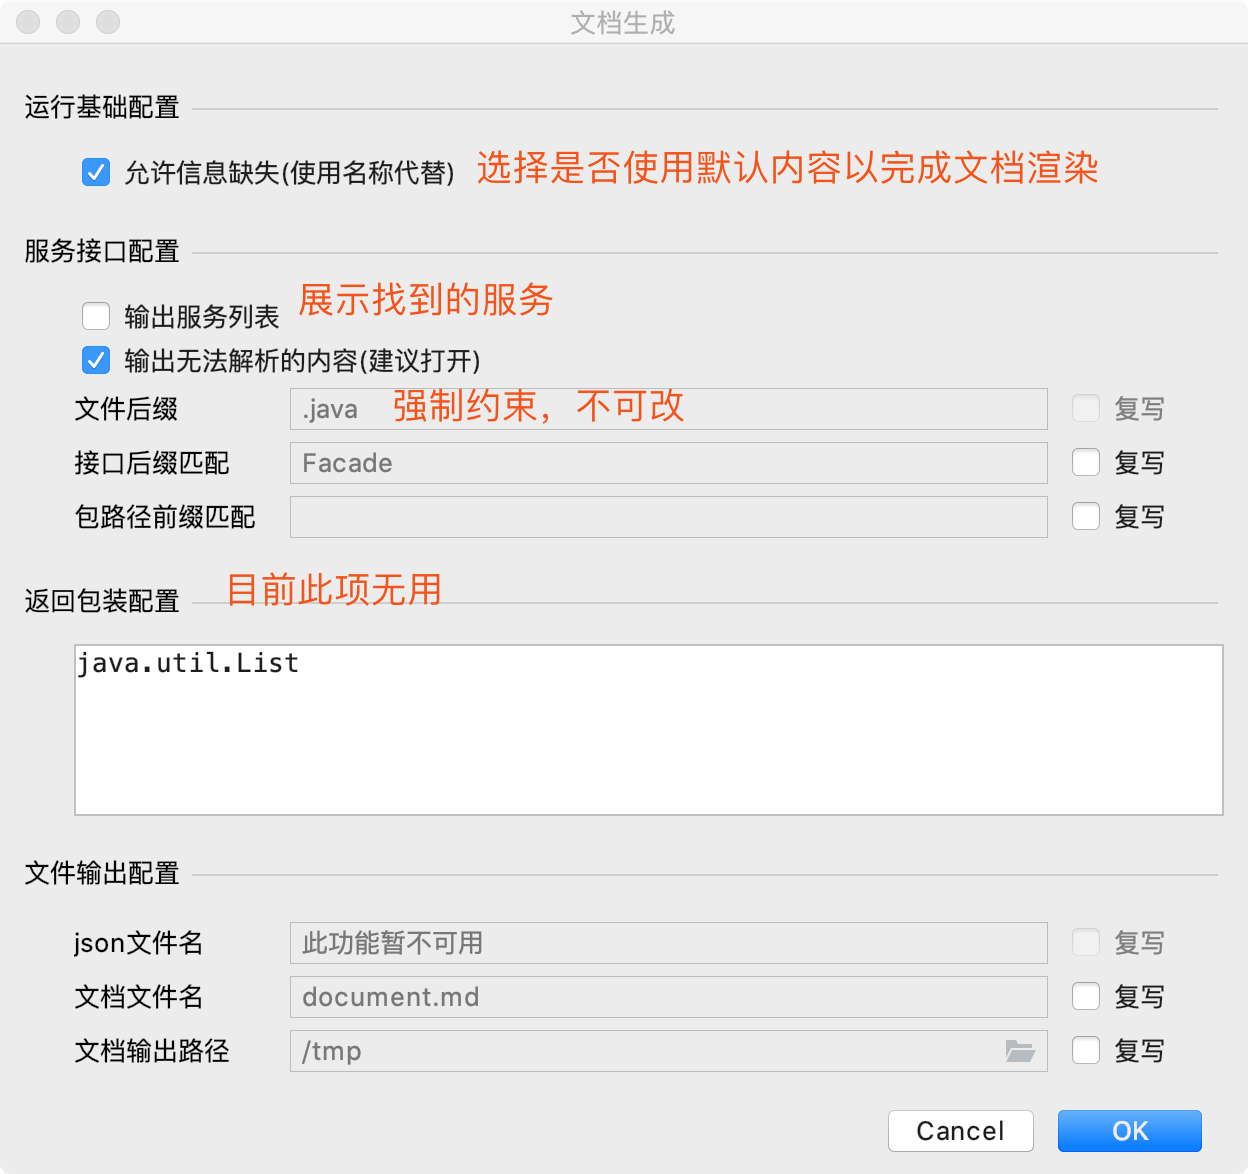 文档生成
运行基础配置
允许信息缺失(使用名称代替) 选择是否使用默认内容以完成文档渲染
服务接口配置
输出服务列表 展示找到的服务
输出无法解析的内容(建议打开)
文件后缀 .java 强制约束，不可改 复写
接口后缀匹配 Facade 复写
包路径前缀匹配 复写
返回包装配置 目前此项无用
java.util.List
文件输出配置
json文件名 此功能暂不可用 复写
文档文件名 document.md 复写
文档输出路径 /tmp 复写
Cancel OK